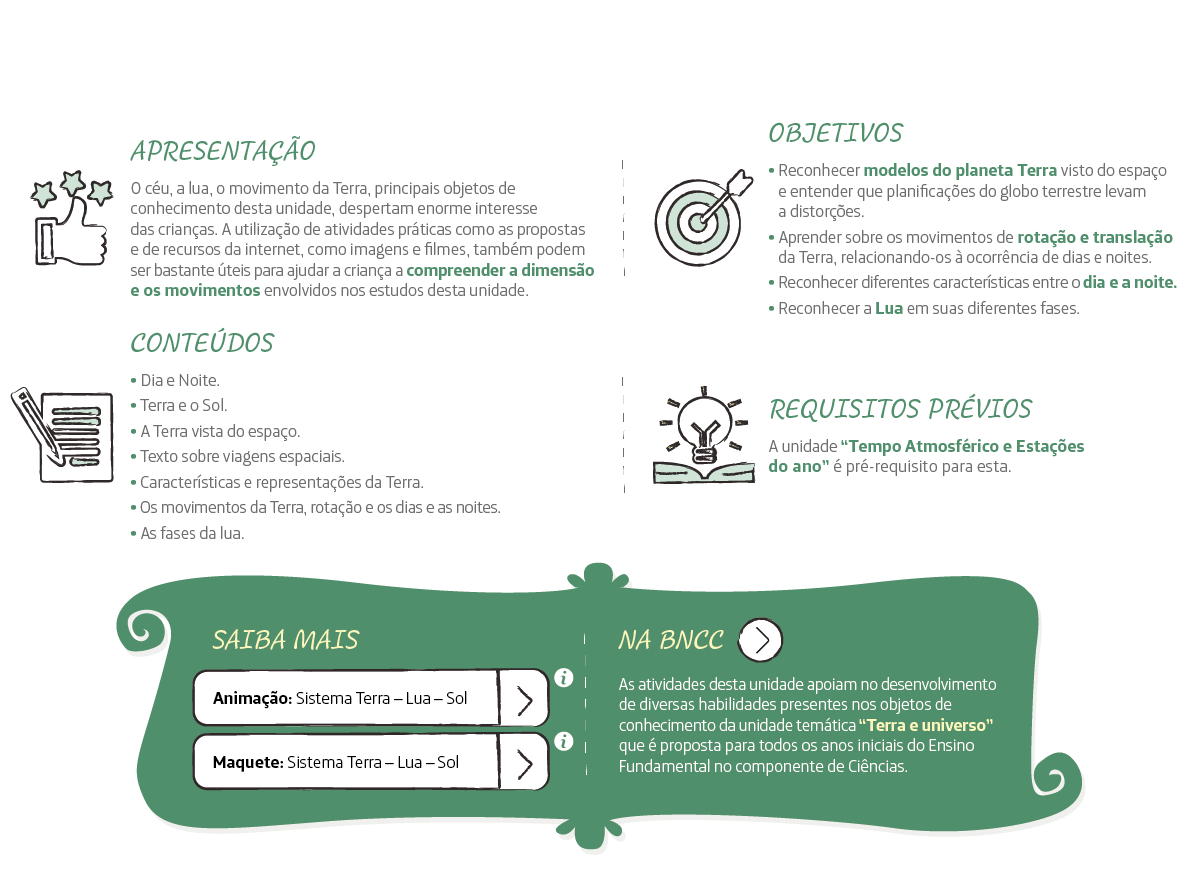 APRESENTAÇÃO
O céu, a lua, o movimento da Terra, principais objetos de
conhecimento desta unidade, despertam enorme interesse
das crianças. A utilização de atividades práticas como as propostas
e de recursos da internet, como imagens e filmes, também podem
ser bastante úteis para ajudar a criança a compreender a dimensão
e os movimentos envolvidos nos estudos desta unidade.
CONTEÚDOS
• Dia e Noite.
• Terra e o Sol.
• A Terra vista do espaço.
• Texto sobre viagens espaciais.
• Características e representações da Terra.
• Os movimentos da Terra, rotação e os dias e as noites.
• As fases da lua.
OBJETIVOS
• Reconhecer modelos do planeta Terra visto do espaço
e entender que planificações do globo terrestre levam
a distorções.
• Aprender sobre os movimentos de rotação e translação
da Terra, relacionando-os à ocorrência de dias e noites.
• Reconhecer diferentes características entre o dia e a noite.
• Reconhecer a Lua em suas diferentes fases.
REQUISITOS PRÉVIOS
A unidade “Tempo Atmosférico e Estações
do ano” é pré-requisito para esta.
SAIBA MAIS
Animação: Sistema Terra – Lua – Sol
i
Maquete: Sistema Terra – Lua – Sol
i
NA BNCC
As atividades desta unidade apoiam no desenvolvimento
de diversas habilidades presentes nos objetos de
conhecimento da unidade temática “Terra e universo”
que é proposta para todos os anos iniciais do Ensino
Fundamental no componente de Ciências.